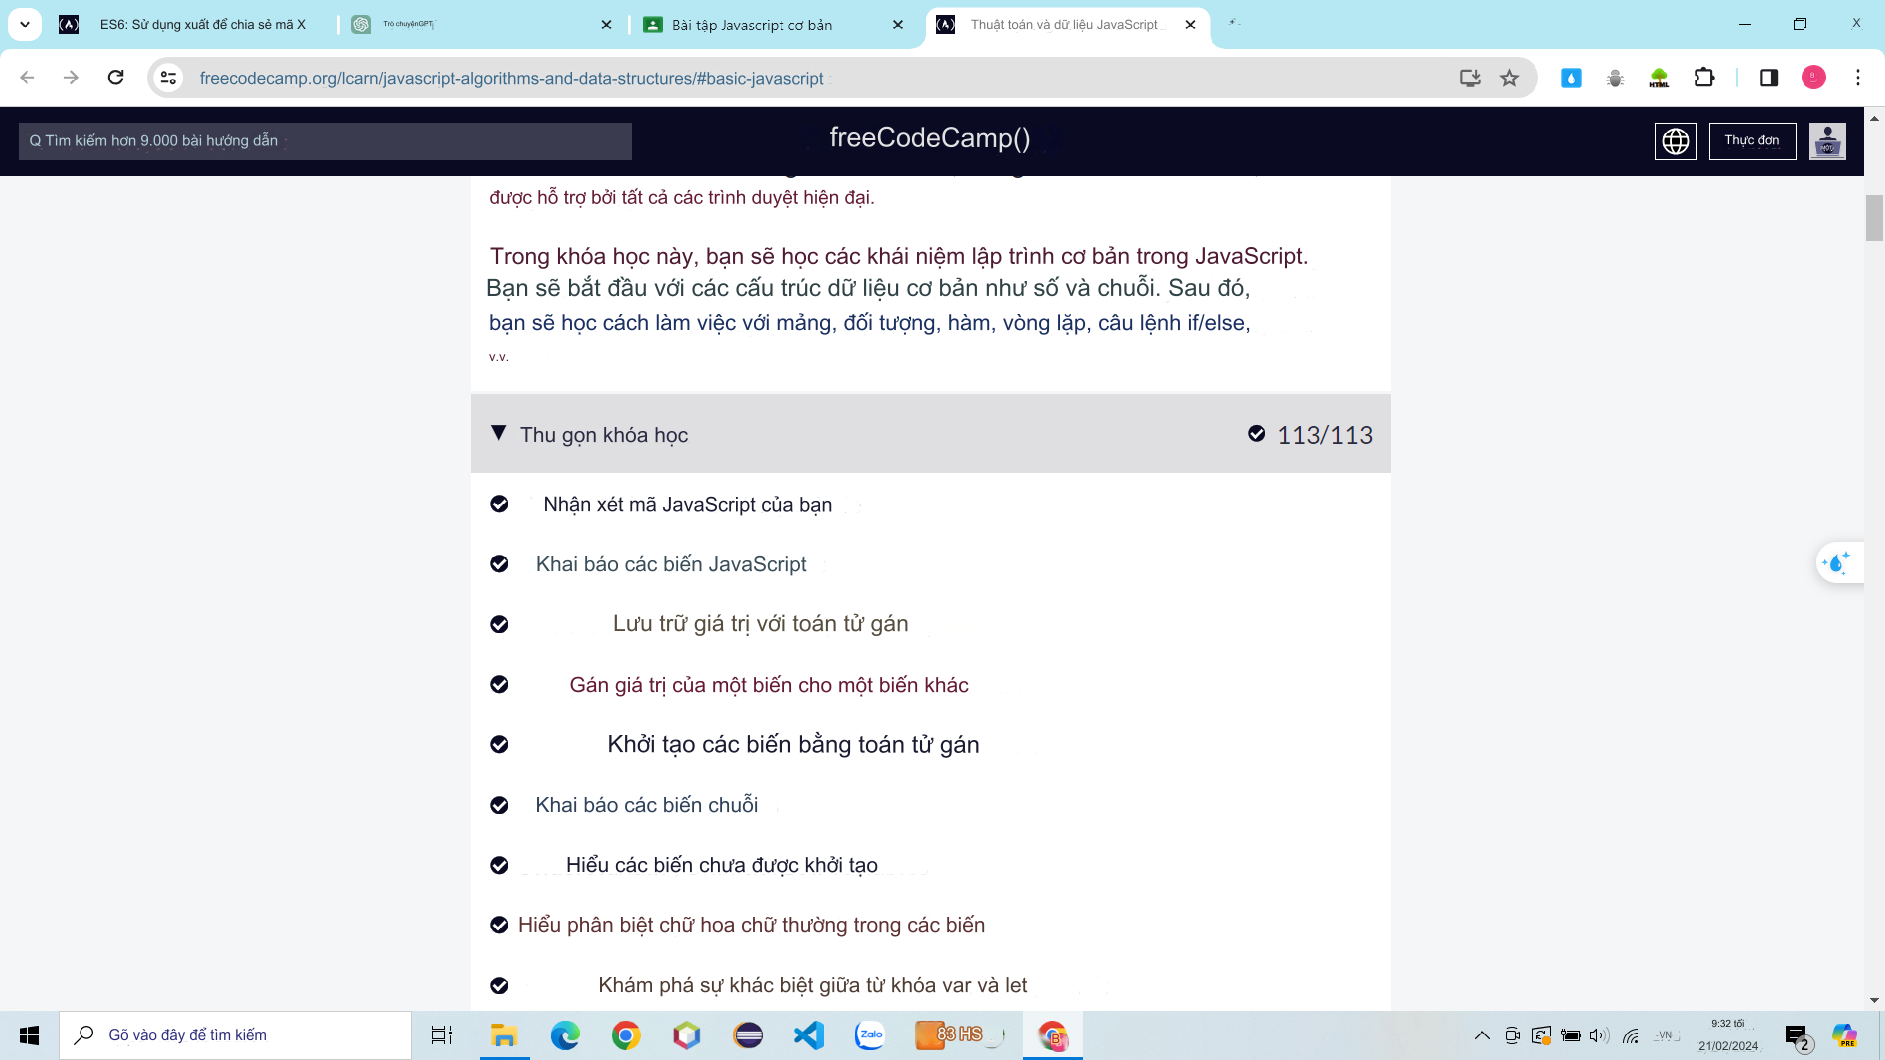 ES6: Sử dụng xuất để chia sẻ mã X
Trò chuyệnGPT
Bài tập Javascript cơ bản
Thuật toán và dữ liệu JavaScript
X
freecodecamp.org/lcarn/javascript-algorithms-and-data-structures/#basic-javascript
HTML
Q Tìm kiếm hơn 9.000 bài hướng dẫn
freeCodeCamp()
Thực đơn
được hỗ trợ bởi tất cả các trình duyệt hiện đại.
Trong khóa học này, bạn sẽ học các khái niệm lập trình cơ bản trong JavaScript.
Bạn sẽ bắt đầu với các cấu trúc dữ liệu cơ bản như số và chuỗi. Sau đó,
bạn sẽ học cách làm việc với mảng, đối tượng, hàm, vòng lặp, câu lệnh if/else,
v.v.
Thu gọn khóa học
113/113
Nhận xét mã JavaScript của bạn
Khai báo các biến JavaScript
Lưu trữ giá trị với toán tử gán
Gán giá trị của một biến cho một biến khác
Khởi tạo các biến bằng toán tử gán
Khai báo các biến chuỗi
Hiểu các biến chưa được khởi tạo
Hiểu phân biệt chữ hoa chữ thường trong các biến
Khám phá sự khác biệt giữa từ khóa var và let
Gõ vào đây để tìm kiếm
Zalo
83 HS
B
VN
9:32 tối
21/02/2024
2
PRE